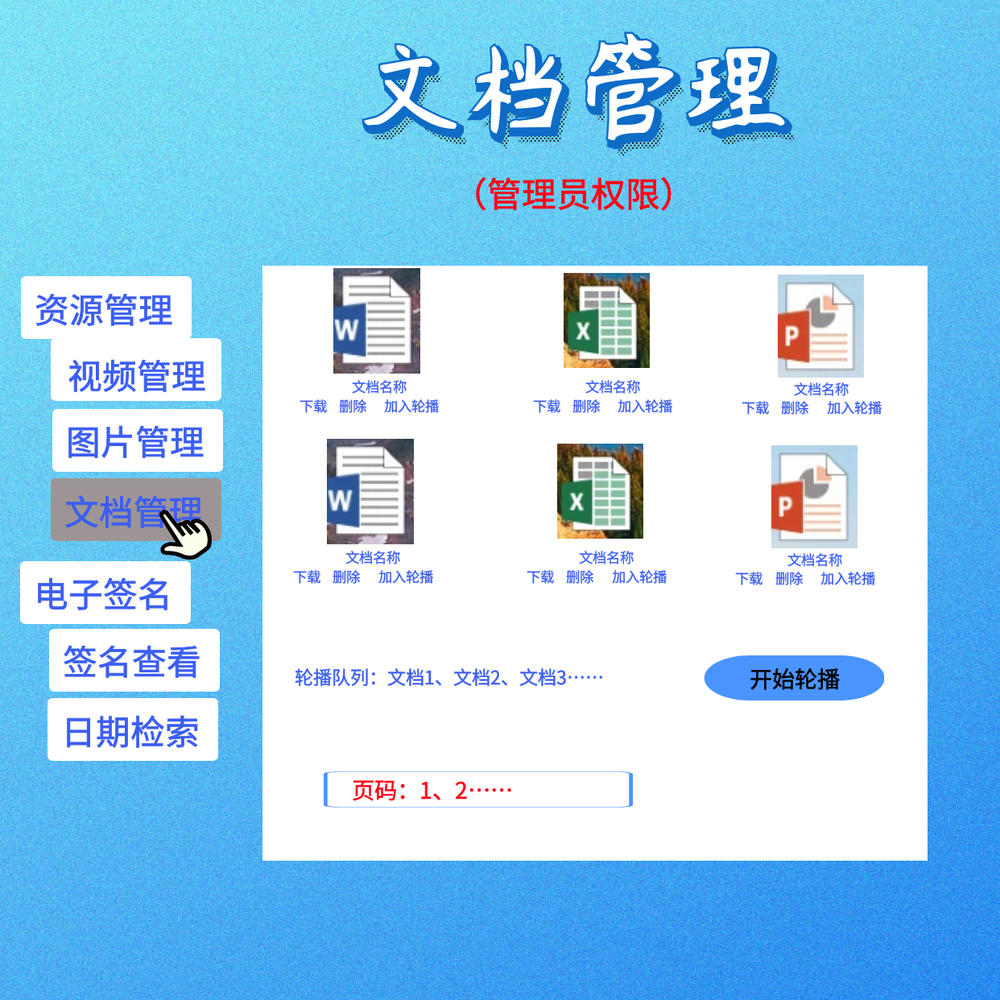 文档管理
（管理员权限）
资源管理
视频管理
图片管理
文档管理
电子签名
签名查看
日期检索
W
X
P
文档名称
文档名称
文档名称
下载 删除 加入轮播
下载 删除 加入轮播
下载 删除 加入轮播
W
X
P
文档名称
文档名称
文档名称
下载 删除 加入轮播
下载 删除 加入轮播
下载 删除 加入轮播
轮播队列：文档1、文档2、文档3……
开始轮播
页码：1、2……